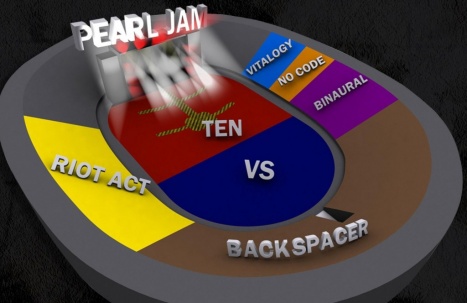 PEARL JAM
VITALOGY
NO CODE
BINAURAL
TEN
VS
RIOT ACT
BACKSPACER